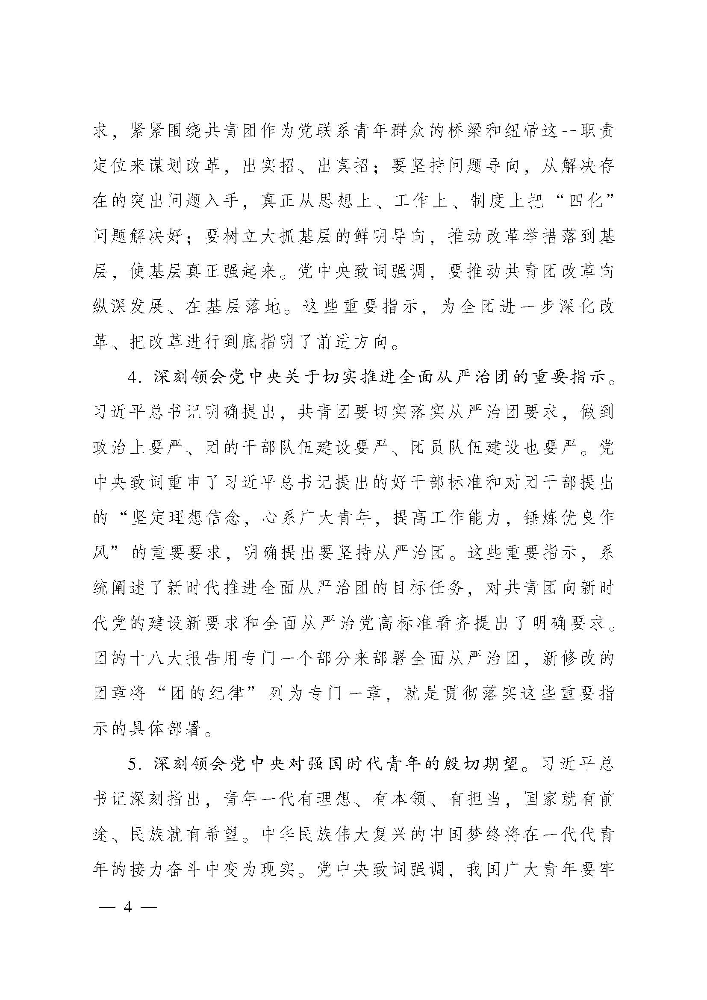 求，紧紧围绕共青团作为党联系青年群众的桥梁和纽带这一职责
定位来谋划改革，出实招、出真招；要坚持问题导向，从解决存
在的突出问题入手，真正从思想上、工作上、制度上把“四化”
问题解决好；要树立大抓基层的鲜明导向，推动改革举措落到基
层，使基层真正强起来。党中央致词强调，要推动共青团改革向
纵深发展、在基层落地。这些重要指示，为全团进一步深化改
革、把改革进行到底指明了前进方向。
4. 深刻领会党中央关于切实推进全面从严治团的重要指示。
习近平总书记明确提出，共青团要切实落实从严治团要求，做到
政治上要严、团的干部队伍建设要严、团员队伍建设也要严。党
中央致词重申了习近平总书记提出的好干部标准和对团干部提出
的“坚定理想信念，心系广大青年，提高工作能力，锤炼优良作
风”的重要要求，明确提出要坚持从严治团。这些重要指示，系
统阐述了新时代推进全面从严治团的目标任务，对共青团向新时
代党的建设新要求和全面从严治党高标准看齐提出了明确要求。
团的十八大报告用专门一个部分来部署全面从严治团，新修改的
团章将“团的纪律”列为专门一章，就是贯彻落实这些重要指
示的具体部署。
5. 深刻领会党中央对强国时代青年的殷切期望。习近平总
书记深刻指出，青年一代有理想、有本领、有担当，国家就有前
途、民族就有希望。中华民族伟大复兴的中国梦终将在一代代青
年的接力奋斗中变为现实。党中央致词强调，我国广大青年要牢
— 4 —